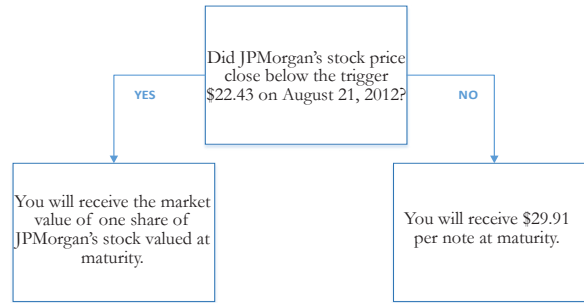 Did JPMorgan's stock price
close below the trigger
$22.43 on August 21, 2012?
YES
NO
You will receive the market
value of one share of
JPMorgan's stock valued at
maturity.
You will receive $29.91
per note at maturity.